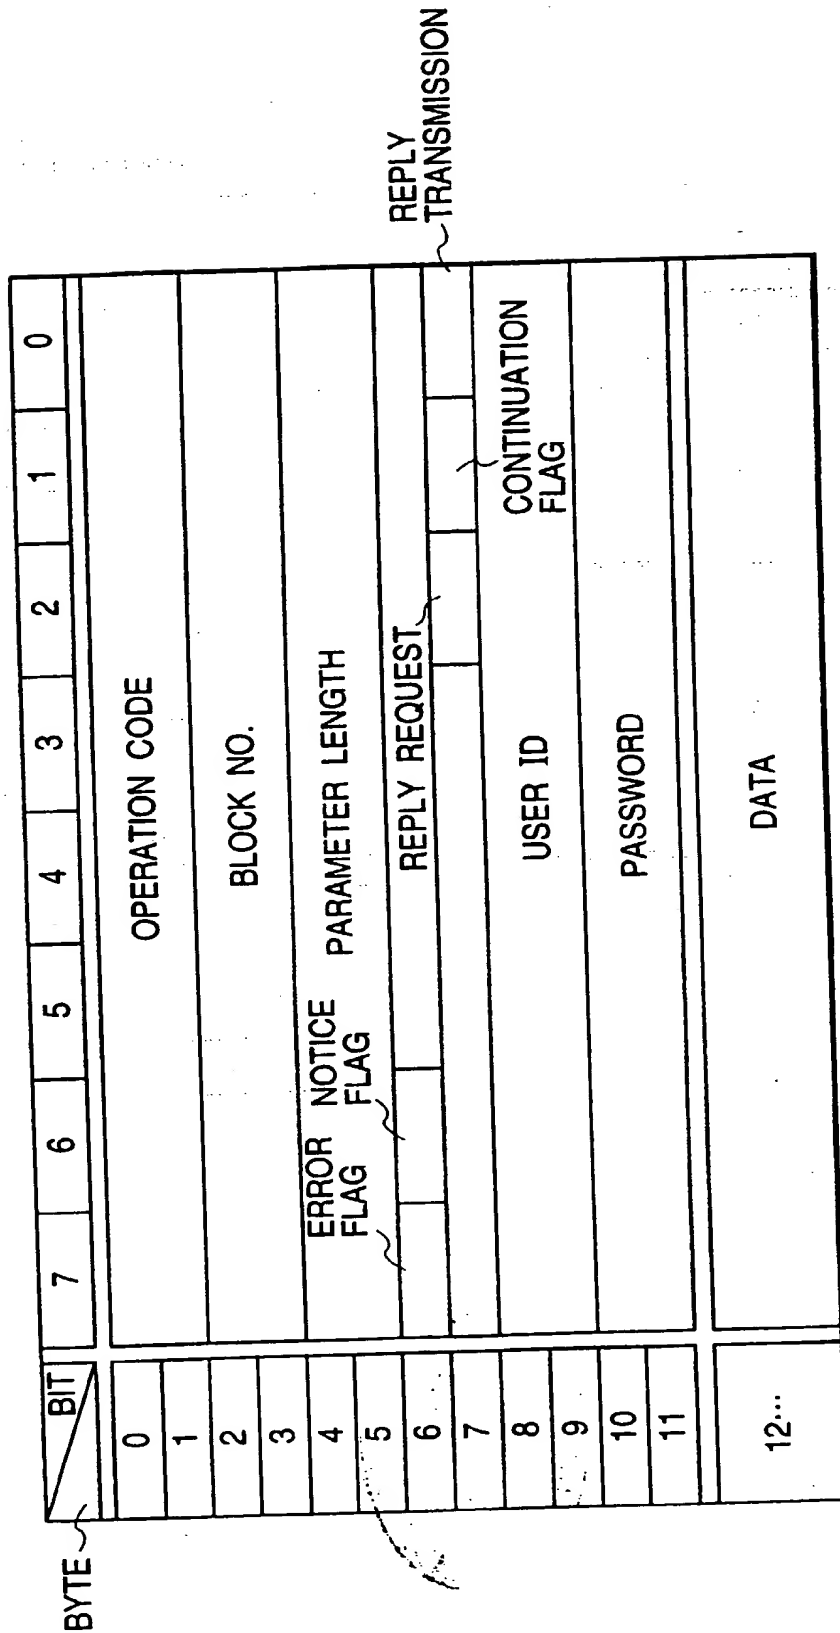 BYTE
BIT
7 6 5 4 3 2 1 0
0
1
OPERATION CODE
2
3
BLOCK NO.
4
5
PARAMETER LENGTH
ERROR
FLAG
NOTICE
FLAG
6
REPLY REQUEST
7
REPLY
TRANSMISSION
CONTINUATION
FLAG
8
9
USER ID
10
11
PASSWORD
12...
DATA